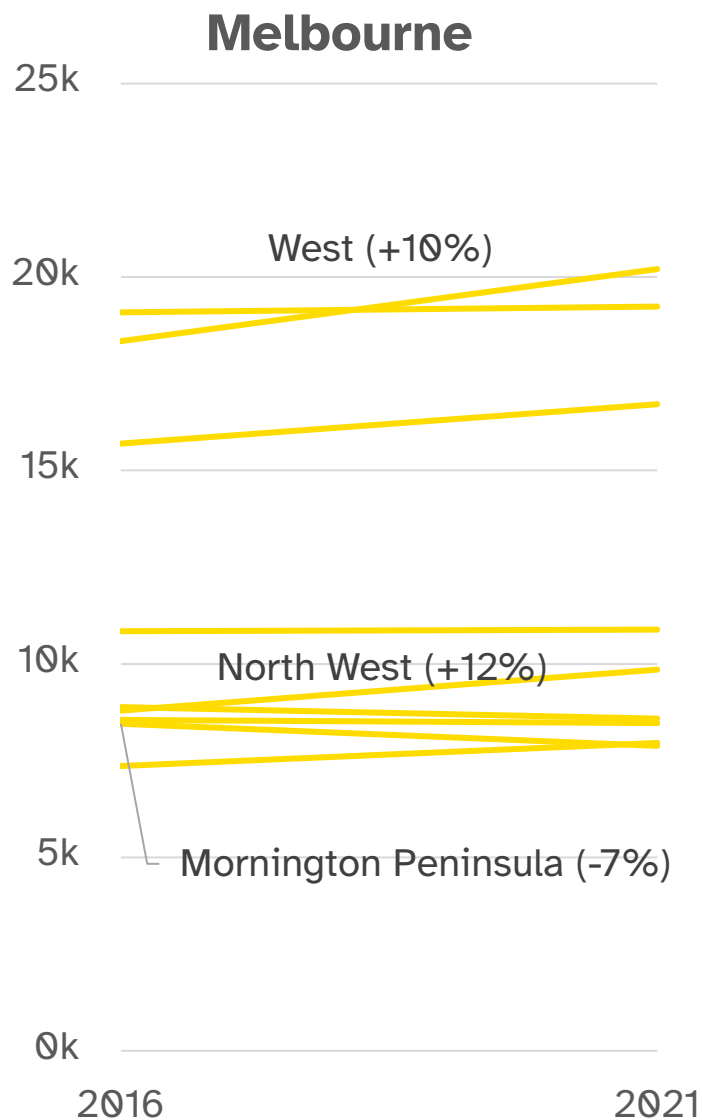 Melbourne
25k
West (+10%)
20k
15k
10k
North West (+12%)
5k
Mornington Peninsula (-7%)
0k
2016
2021